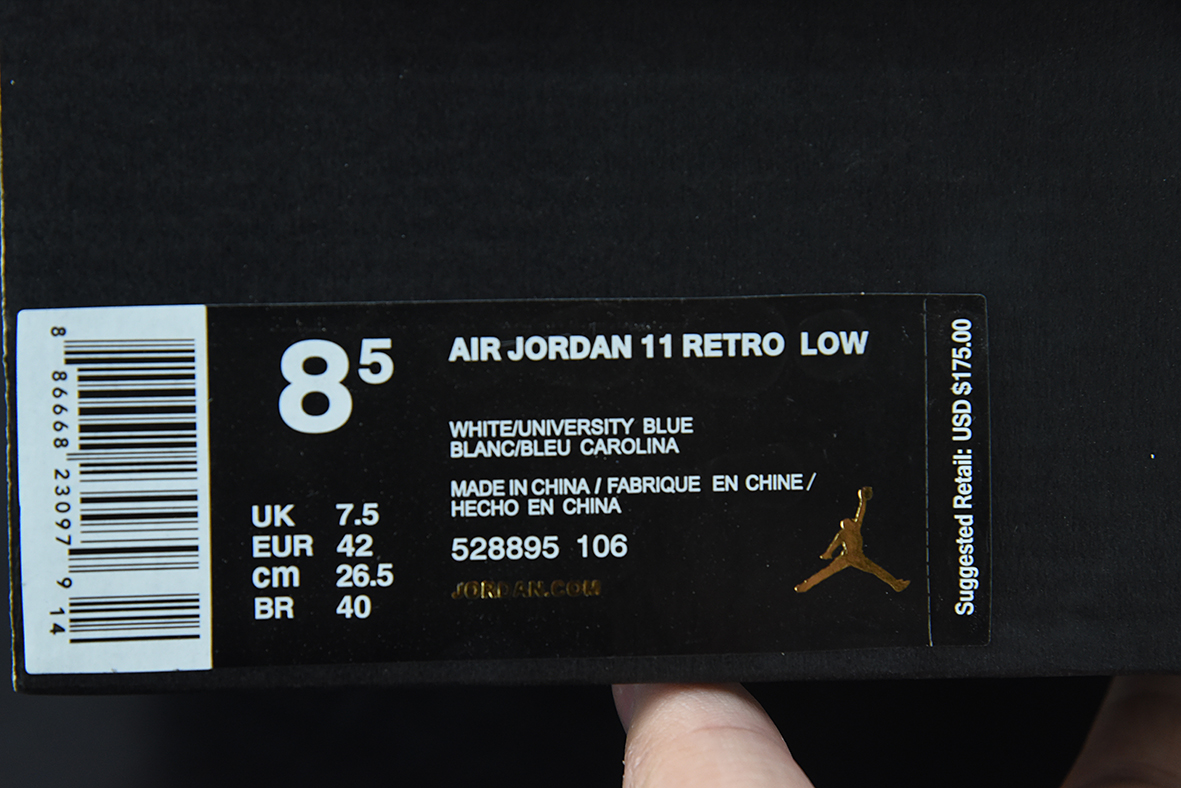 8 86668 23097 9 14
8 5
UK 7.5
EUR 42
cm 26.5
BR 40
AIR JORDAN 11 RETRO LOW
WHITE/UNIVERSITY BLUE
BLANC/BLEU CAROLINA
MADE IN CHINA / FABRIQUE EN CHINE /
HECHO EN CHINA
528895 106
JORDAN.COM
Suggested Retail: USD $175.00